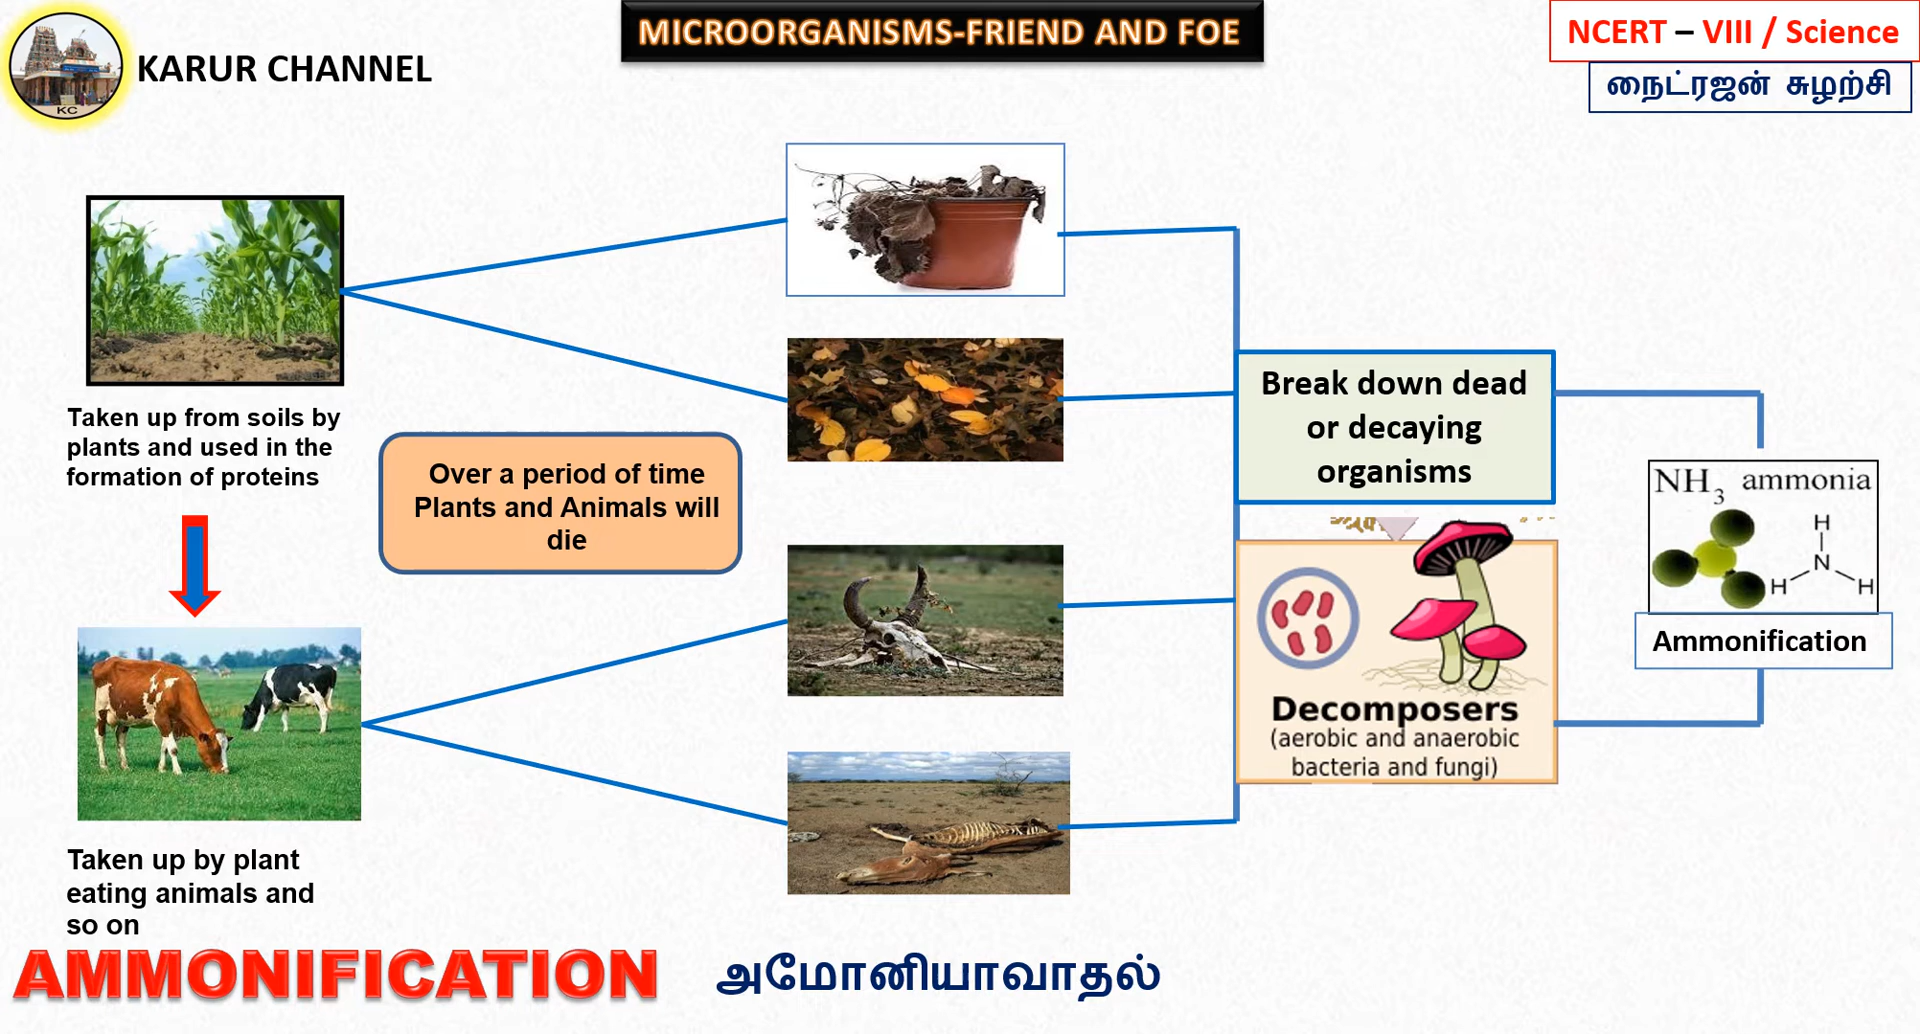 MICROORGANISMS-FRIEND AND FOE
NCERT – VIII / Science
நைட்ரஜன் சுழற்சி
KC
KARUR CHANNEL
Taken up from soils by
plants and used in the
formation of proteins
Over a period of time
Plants and Animals will
die
Taken up by plant
eating animals and
so on
Break down dead
or decaying
organisms
Decomposers
(aerobic and anaerobic
bacteria and fungi)
NH3 ammonia
H
N
H H
Ammonification
AMMONIFICATION
அமோனியாவாதல்